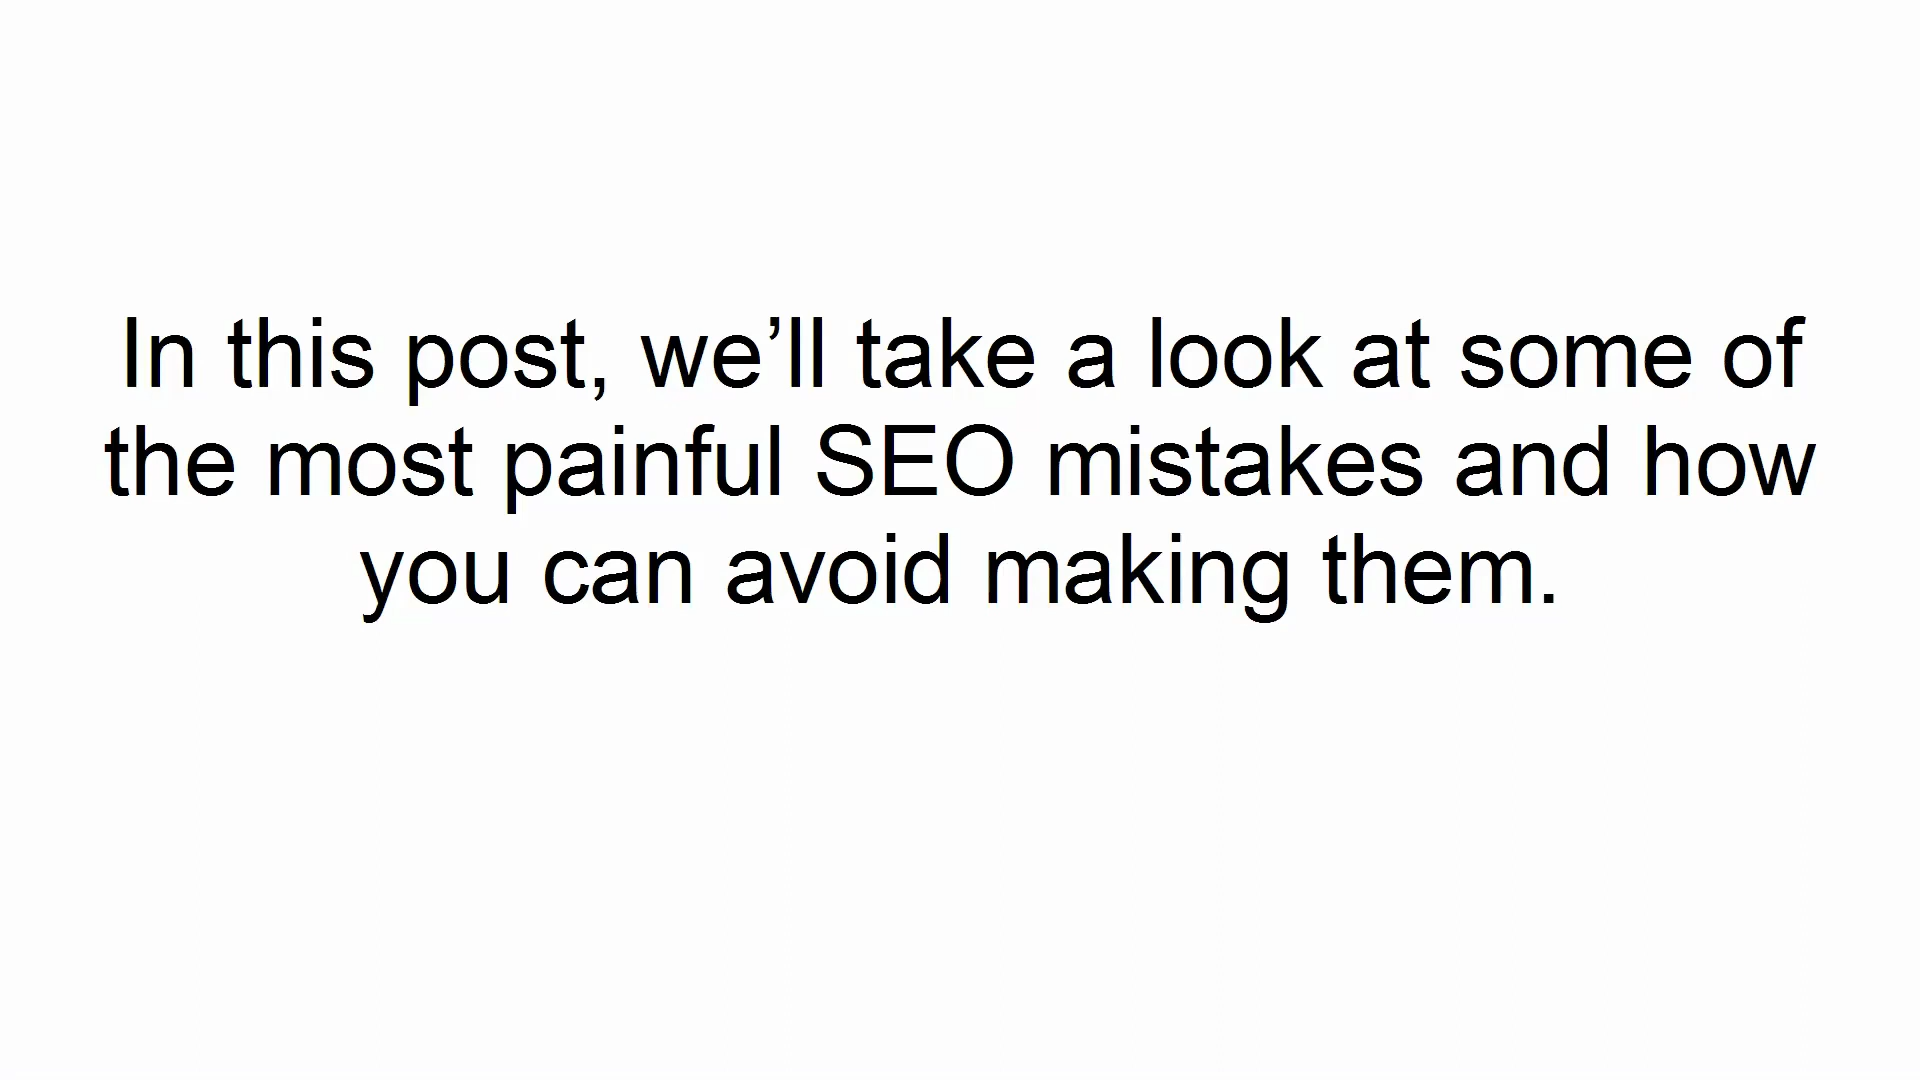 In this post, we’ll take a look at some of
the most painful SEO mistakes and how
you can avoid making them.